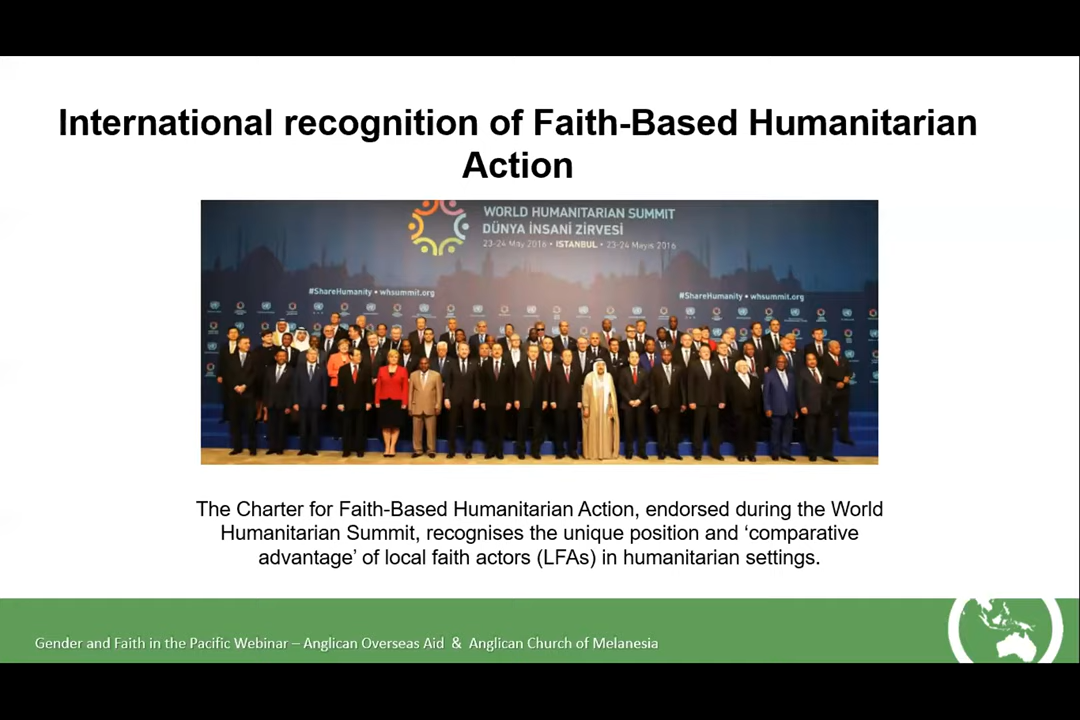 International recognition of Faith-Based Humanitarian
Action
WORLD HUMANITARIAN SUMMIT
DÜNYA İNSANİ ZİRVESİ
23-24 May 2016 • ISTANBUL • 23-24 Mayıs 2016
#ShareHumanity • whsummit.org
#ShareHumanity • whsummit.org
The Charter for Faith-Based Humanitarian Action, endorsed during the World
Humanitarian Summit, recognises the unique position and ‘comparative
advantage’ of local faith actors (LFAs) in humanitarian settings.
Gender and Faith in the Pacific Webinar – Anglican Overseas Aid & Anglican Church of Melanesia